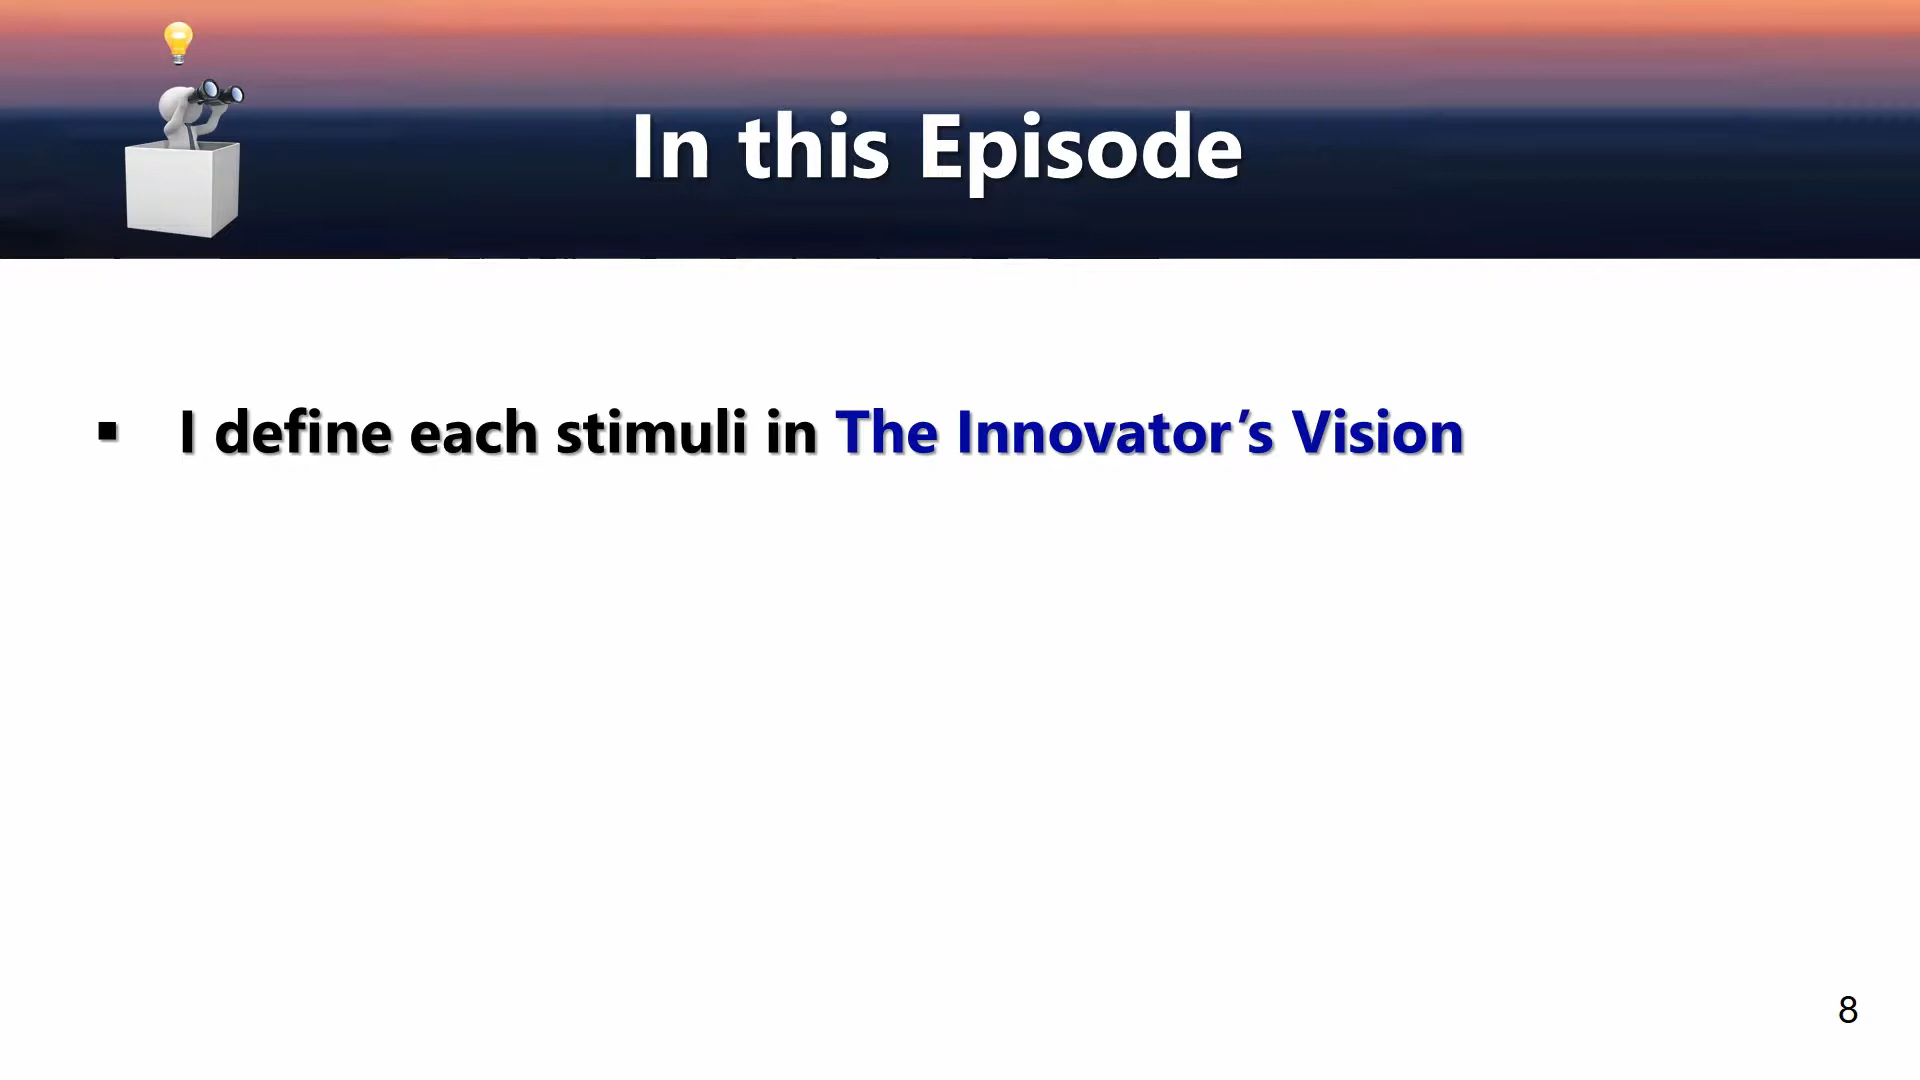 In this Episode
▪ I define each stimuli in The Innovator’s Vision
8